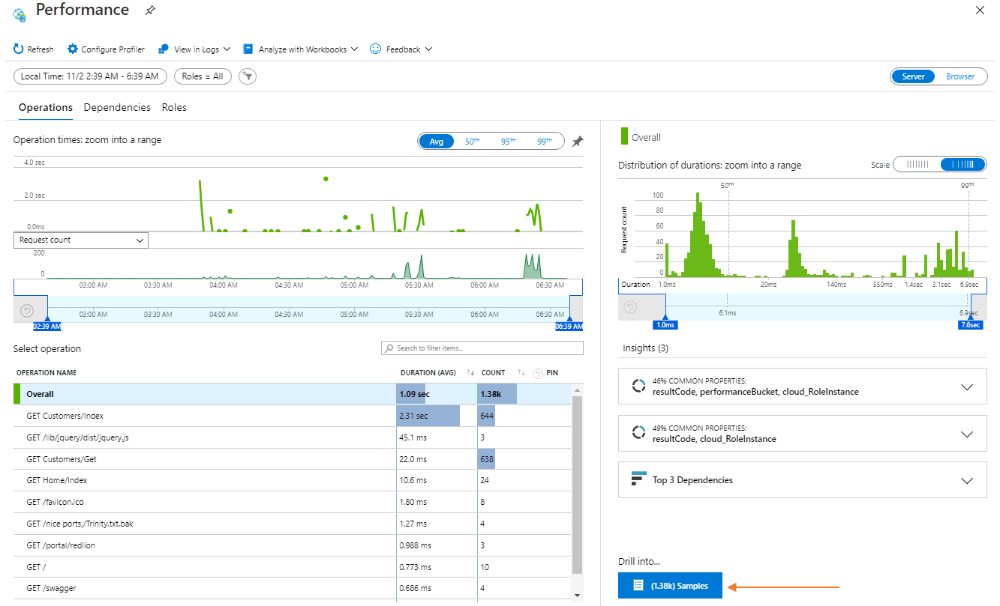 Performance
Refresh Configure Profiler View in Logs Analyze with Workbooks Feedback
Local Time: 11/2 2:39 AM - 6:39 AM Roles = All Server Browser
Operations Dependencies Roles
Operation times: zoom into a range Avg 50TH 95TH 99TH
4.0 sec
2.0 sec
0.0ms
Request count
200
0
03:00 AM 03:30 AM 04:00 AM 04:30 AM 05:00 AM 05:30 AM 06:00 AM 06:30 AM
03:00 AM 03:30 AM 04:00 AM 04:30 AM 05:00 AM 05:30 AM 06:00 AM 06:30 AM
02:39 AM 06:39 AM
Select operation Search to filter items...
OPERATION NAME DURATION (AVG) COUNT PIN
Overall 1.09 sec 1.38k
GET Customers/Index 2.31 sec 644
GET /lib/jquery/dist/jquery.js 45.1 ms 3
GET Customers/Get 22.0 ms 638
GET Home/Index 10.6 ms 24
GET /favicon.ico 1.80 ms 8
GET /nice ports,/Trinity.txt.bak 1.27 ms 4
GET /portal/redlion 0.988 ms 3
GET / 0.773 ms 10
GET /swagger 0.686 ms 4
Overall
Distribution of durations: zoom into a range Scale
50TH 99TH
Request count
100
80
60
40
20
0
Duration 1.0ms 20ms 140ms 550ms 1.4sec 3.1sec 6.9sec
6.1ms 6.9sec
1.0ms 7.6sec
Insights (3)
46% COMMON PROPERTIES:
resultCode, performanceBucket, cloud_RoleInstance
49% COMMON PROPERTIES:
resultCode, cloud_RoleInstance
Top 3 Dependencies
Drill into...
(1.38k) Samples